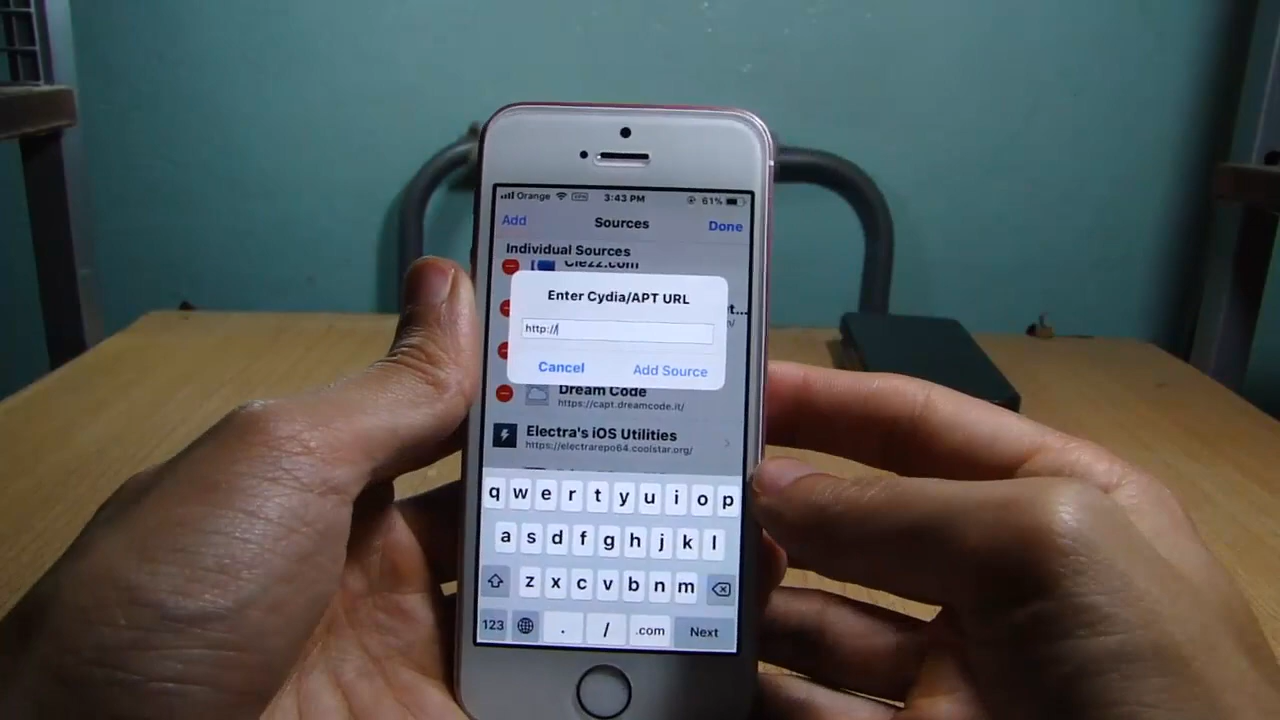 Orange VPN 3:43 PM 61%
Add Sources Done
Individual Sources
Enter Cydia/APT URL
http://
Cancel Add Source
Dream Code
https://capt.dreamcode.it/
Electra's iOS Utilities
https://electrarepo64.coolstar.org/
q w e r t y u i o p
a s d f g h j k l
z x c v b n m
123 . / .com Next